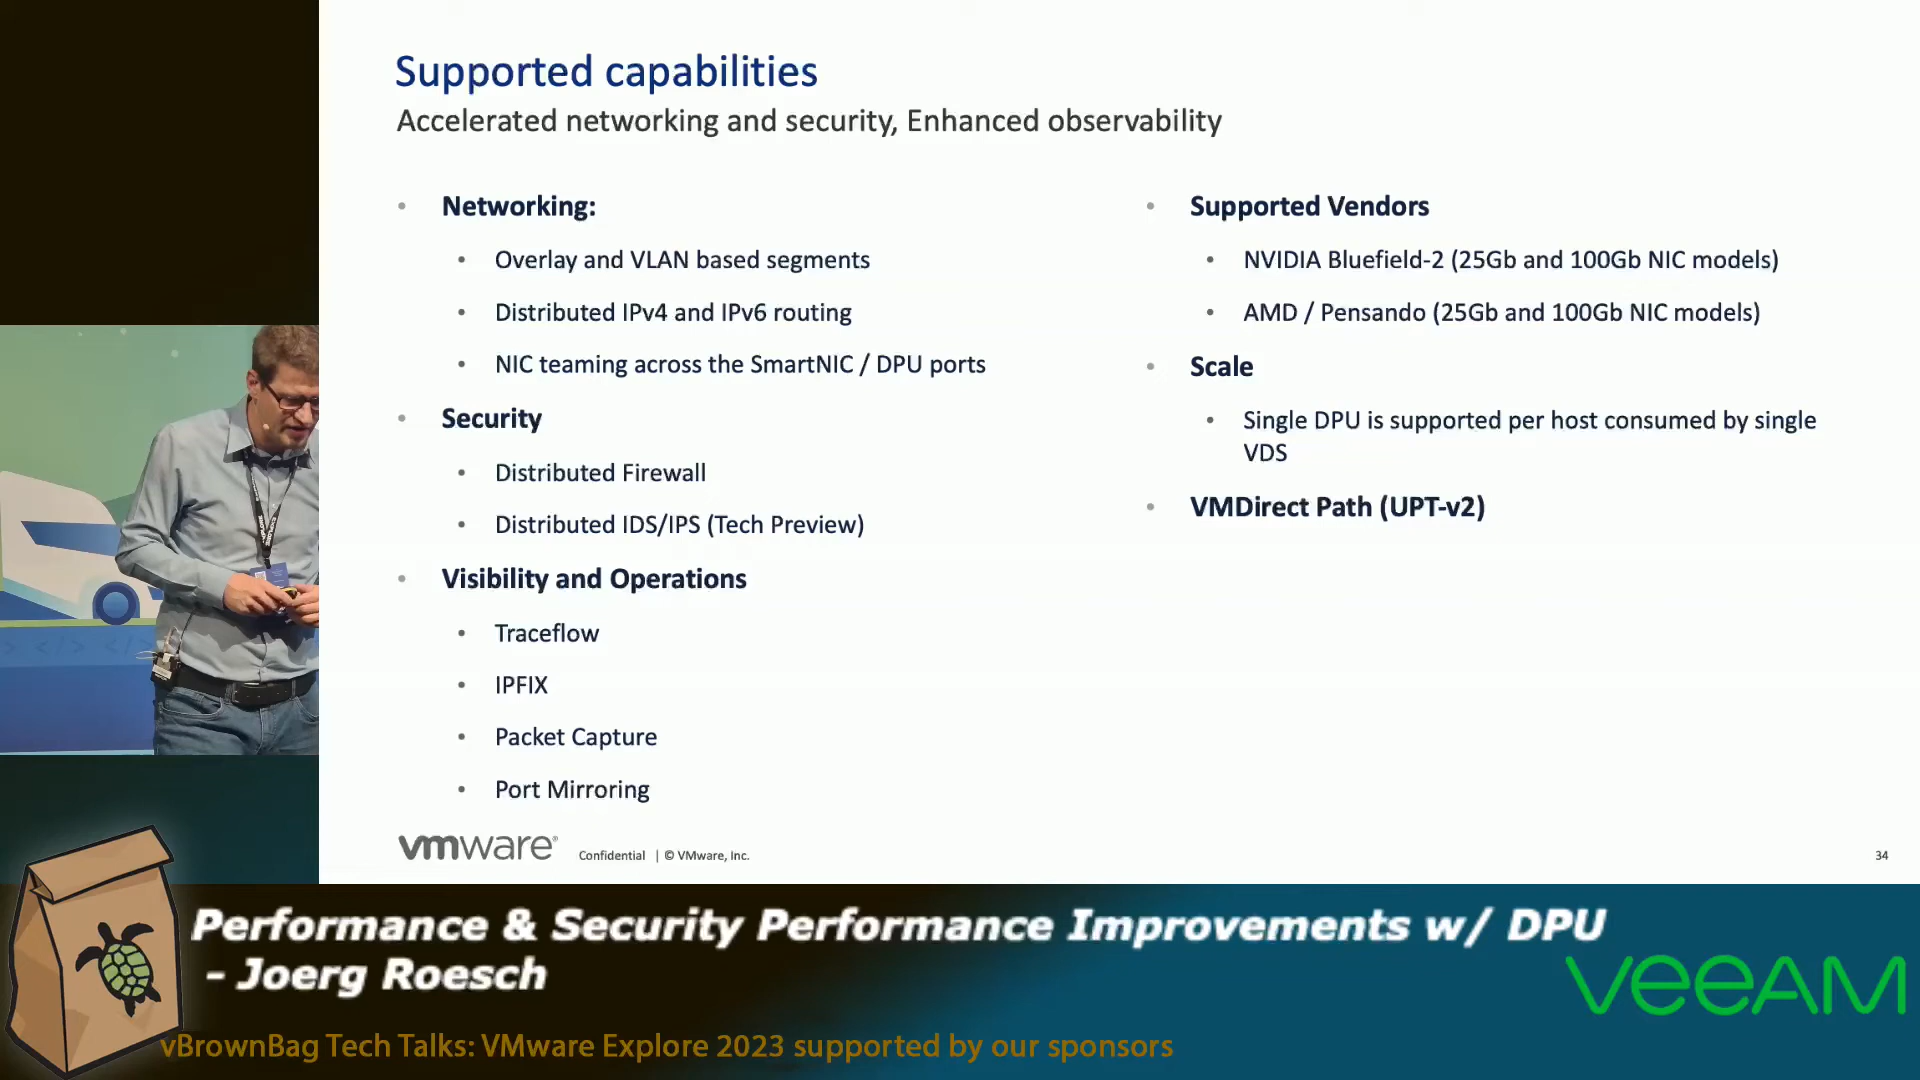 Supported capabilities
Accelerated networking and security, Enhanced observability
• Networking:
• Overlay and VLAN based segments
• Distributed IPv4 and IPv6 routing
• NIC teaming across the SmartNIC / DPU ports
• Security
• Distributed Firewall
• Distributed IDS/IPS (Tech Preview)
• Visibility and Operations
• Traceflow
• IPFIX
• Packet Capture
• Port Mirroring
• Supported Vendors
• NVIDIA Bluefield-2 (25Gb and 100Gb NIC models)
• AMD / Pensando (25Gb and 100Gb NIC models)
• Scale
• Single DPU is supported per host consumed by single
VDS
• VMDirect Path (UPT-v2)
vmware® Confidential | © VMware, Inc.
34
Performance & Security Performance Improvements w/ DPU
- Joerg Roesch
veeAM
vBrownBag Tech Talks: VMware Explore 2023 supported by our sponsors